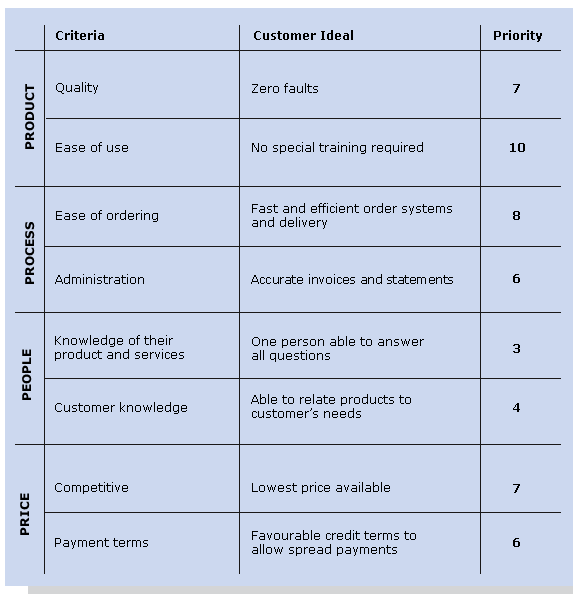 Criteria Customer Ideal Priority
PRODUCT
Quality Zero faults 7
Ease of use No special training required 10
PROCESS
Ease of ordering Fast and efficient order systems
and delivery 8
Administration Accurate invoices and statements 6
PEOPLE
Knowledge of their
product and services
One person able to answer
all questions
3
Customer knowledge
Able to relate products to
customer's needs
4
PRICE
Competitive Lowest price available 7
Payment terms
Favourable credit terms to
allow spread payments
6